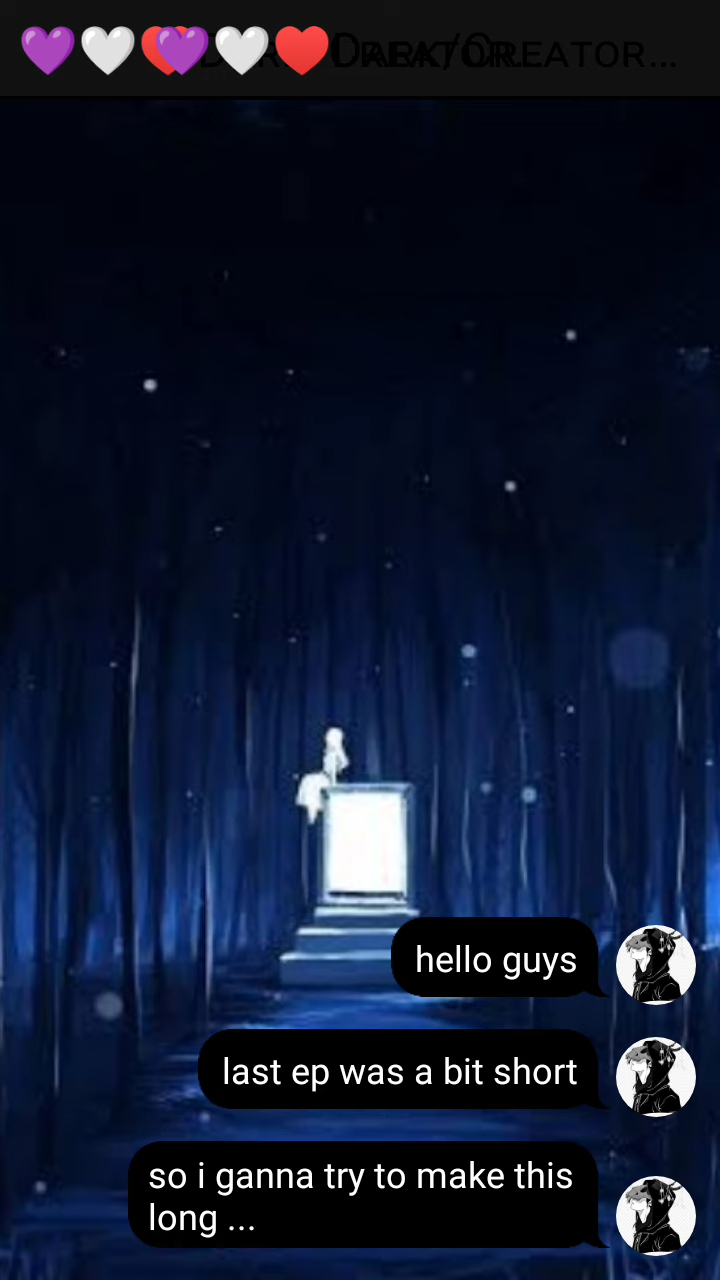 💜🤍❤️💜🤍❤️
hello guys
last ep was a bit short
so i ganna try to make this
long ...